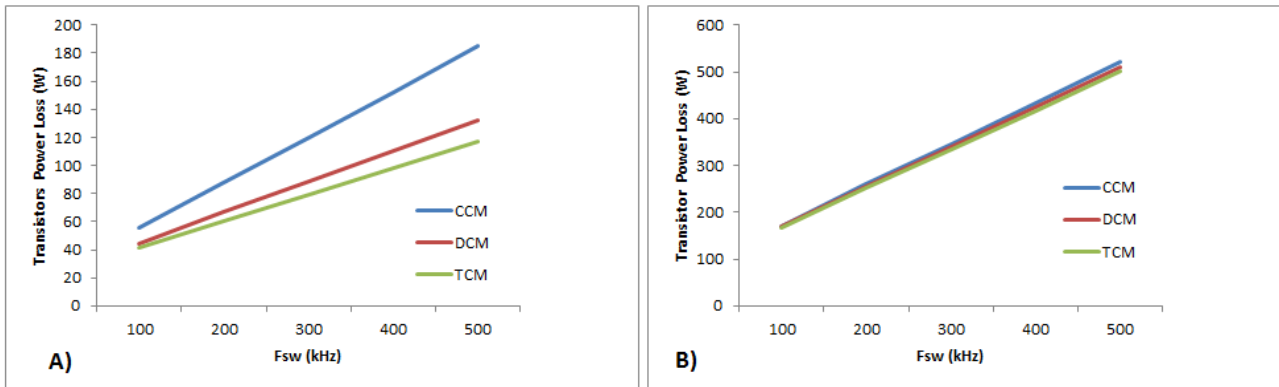 Transistors Power Loss (W)
200
180
160
140
120
100
80
60
40
20
0
CCM
DCM
TCM
100 200 300 400 500
Fsw (kHz)
A)
Transistor Power Loss (W)
600
500
400
300
200
100
0
CCM
DCM
TCM
100 200 300 400 500
Fsw (kHz)
B)